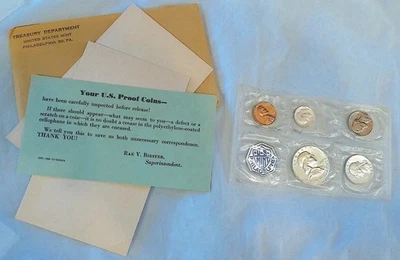 TREASURY DEPARTMENT
UNITED STATES MINT
PHILADELPHIA 30, PA.
Your U.S. Proof Coins—
have been carefully inspected before release!
If there should appear—what may seem to you—a defect or a
scratch on a coin—it is no doubt a crease in the polyethylene-coated
cellophane in which they are encased.
We tell you this to save us both unnecessary correspondence.
THANK YOU!
RAE V. BIESTER,
Superintendent.